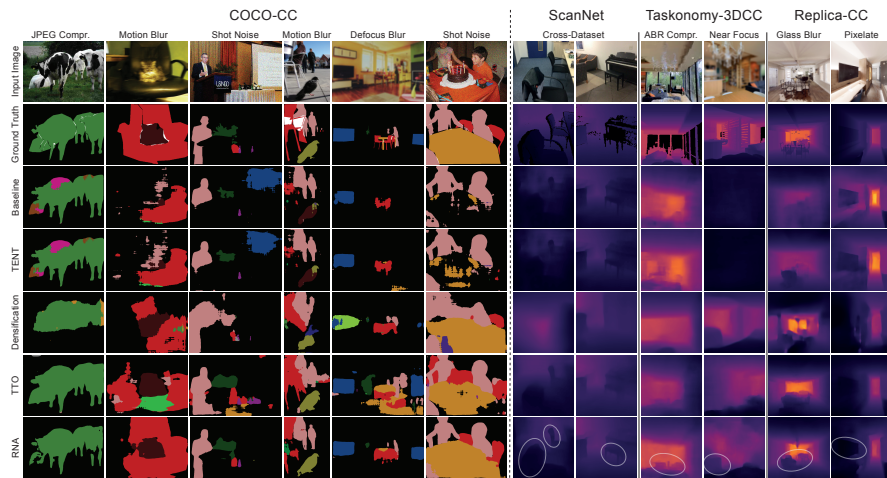 COCO-CC ScanNet Taskonomy-3DCC Replica-CC
JPEG Compr. Motion Blur Shot Noise Motion Blur Defocus Blur Shot Noise Cross-Dataset ABR Compr. Near Focus Glass Blur Pixelate
Input Image
Ground Truth
Baseline
TENT
Densification
TTO
RNA